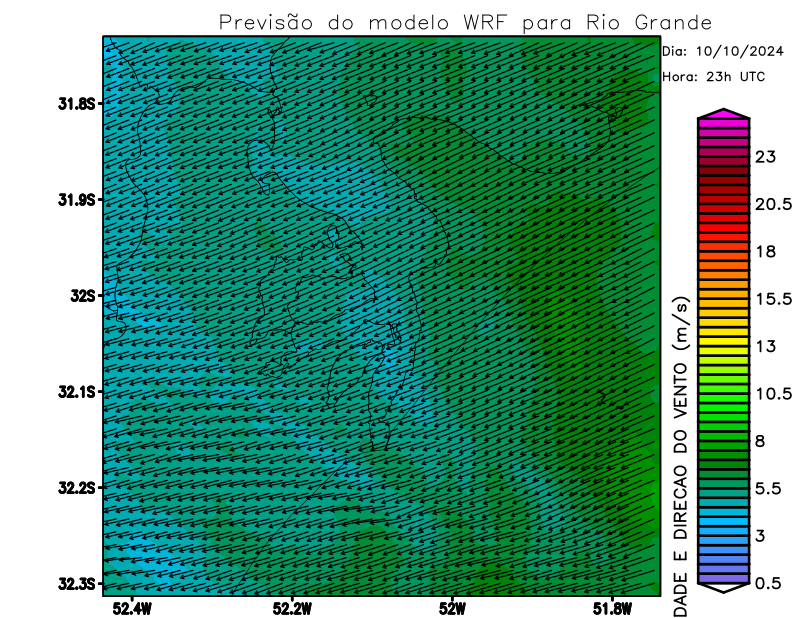 Previsão do modelo WRF para Rio Grande
Dia: 10/10/2024
Hora: 23h UTC
31.8S
31.9S
32S
32.1S
32.2S
32.3S
52.4W
52.2W
52W
51.8W
23
20.5
18
15.5
13
10.5
8
5.5
3
0.5
DADE E DIRECAO DO VENTO (m/s)